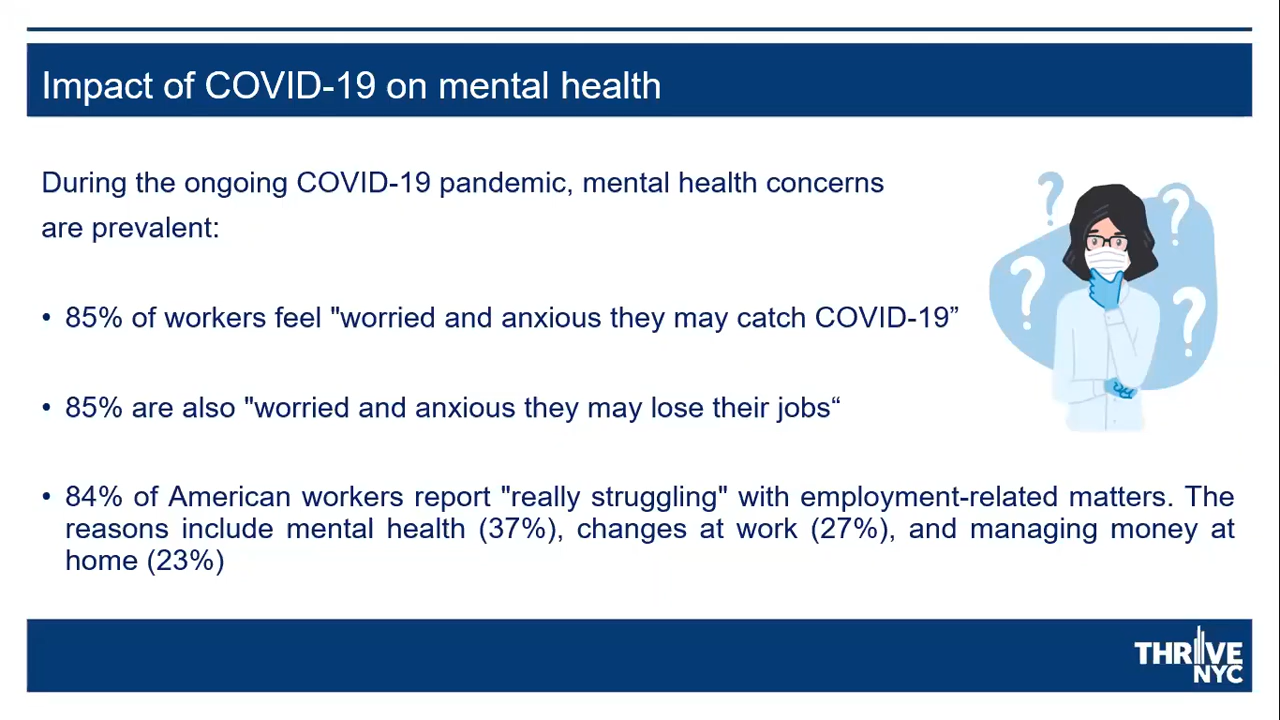 Impact of COVID-19 on mental health
During the ongoing COVID-19 pandemic, mental health concerns
are prevalent:
• 85% of workers feel "worried and anxious they may catch COVID-19”
• 85% are also "worried and anxious they may lose their jobs“
• 84% of American workers report "really struggling" with employment-related matters. The
reasons include mental health (37%), changes at work (27%), and managing money at
home (23%)
THRIVE
NYC